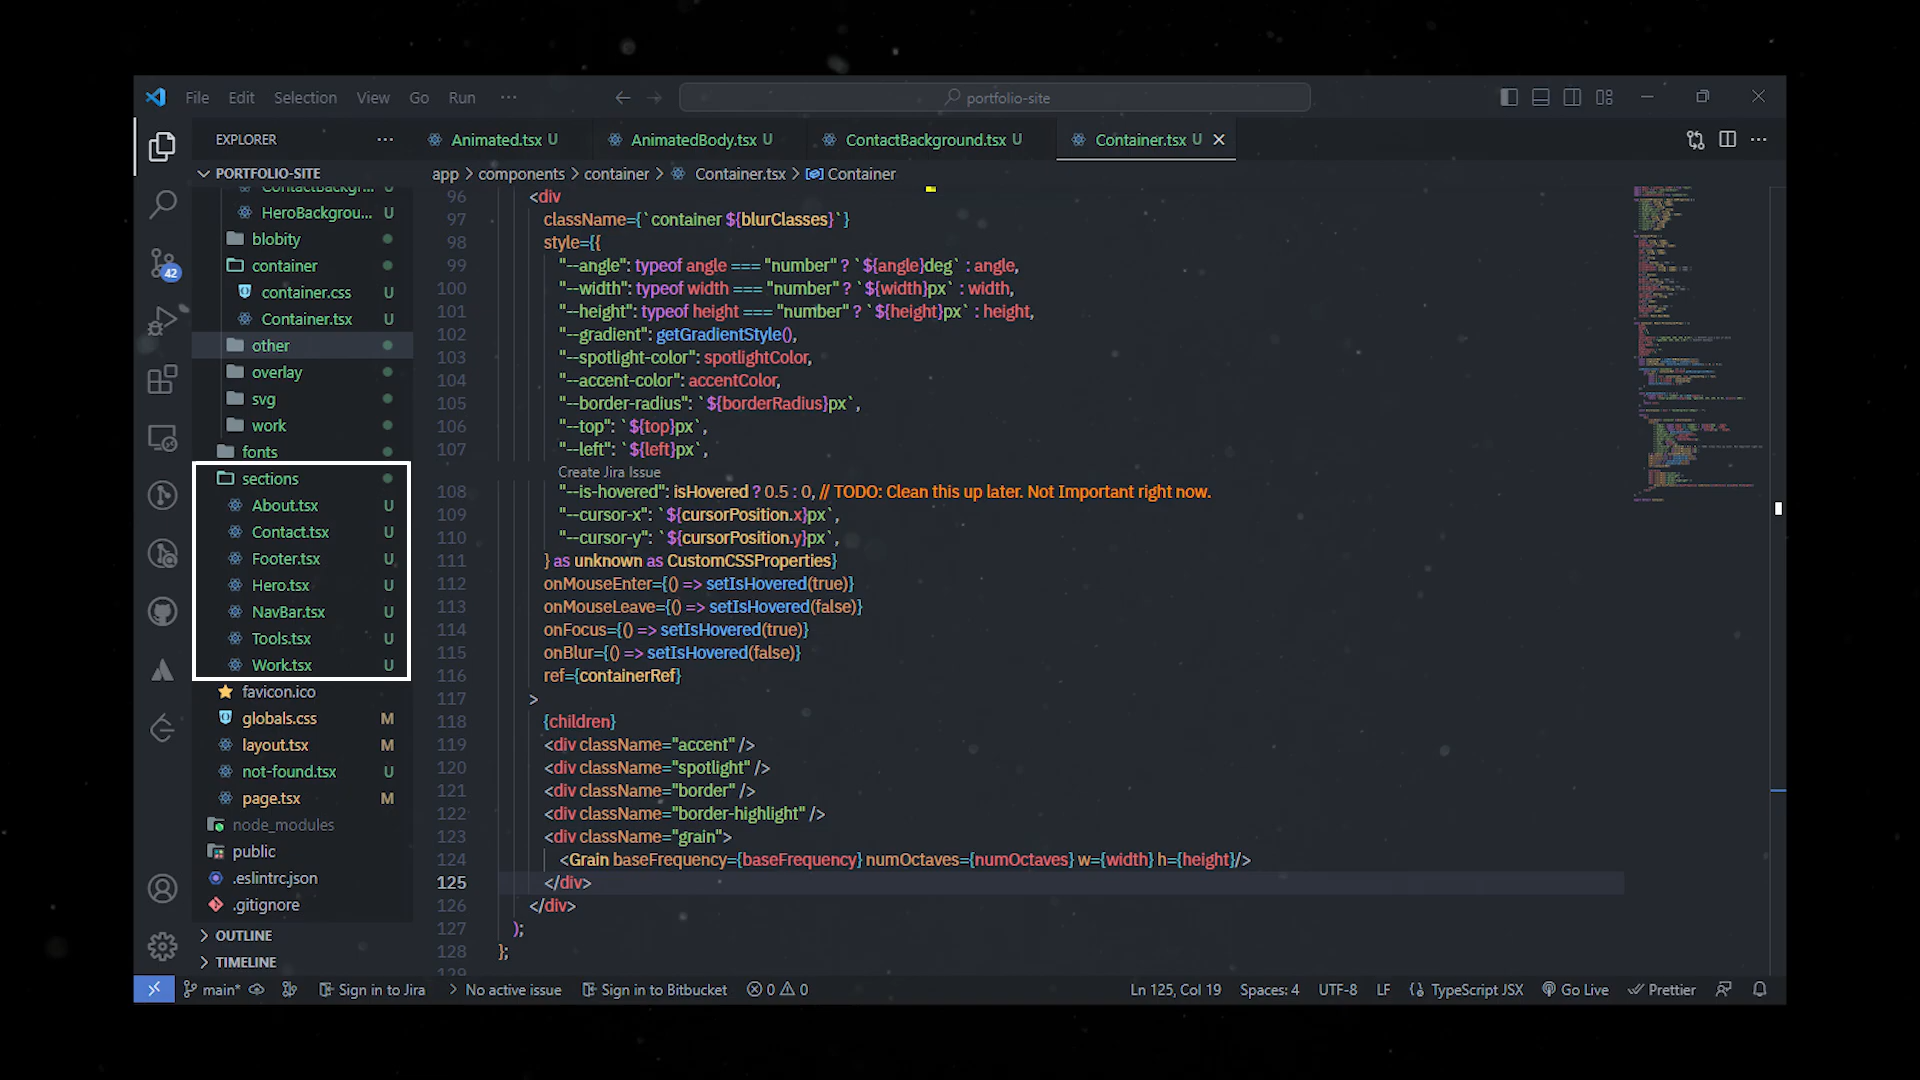 File Edit Selection View Go Run ··· portfolio-site
EXPLORER ···
Animated.tsx U AnimatedBody.tsx U ContactBackground.tsx U Container.tsx U
PORTFOLIO-SITE
app > components > container > Container.tsx > Container
ContactBackgr... U
HeroBackgrou... U
blobity
container
container.css U
Container.tsx U
other
overlay
svg
work
fonts
sections
About.tsx U
Contact.tsx U
Footer.tsx U
Hero.tsx U
NavBar.tsx U
Tools.tsx U
Work.tsx U
favicon.ico
globals.css M
layout.tsx M
not-found.tsx U
page.tsx M
node_modules
public
.eslintrc.json
.gitignore
OUTLINE
TIMELINE
42
96 <div
97 className={`container ${blurClasses}`}
98 style={{
99 "--angle": typeof angle === "number" ? `${angle}deg` : angle,
100 "--width": typeof width === "number" ? `${width}px` : width,
101 "--height": typeof height === "number" ? `${height}px` : height,
102 "--gradient": getGradientStyle(),
103 "--spotlight-color": spotlightColor,
104 "--accent-color": accentColor,
105 "--border-radius": `${borderRadius}px`,
106 "--top": `${top}px`,
107 "--left": `${left}px`,
Create Jira Issue
108 "--is-hovered": isHovered ? 0.5 : 0, // TODO: Clean this up later. Not Important right now.
109 "--cursor-x": `${cursorPosition.x}px`,
110 "--cursor-y": `${cursorPosition.y}px`,
111 } as unknown as CustomCSSProperties}
112 onMouseEnter={() => setIsHovered(true)}
113 onMouseLeave={() => setIsHovered(false)}
114 onFocus={() => setIsHovered(true)}
115 onBlur={() => setIsHovered(false)}
116 ref={containerRef}
117 >
118 {children}
119 <div className="accent" />
120 <div className="spotlight" />
121 <div className="border" />
122 <div className="border-highlight" />
123 <div className="grain">
124 <Grain baseFrequency={baseFrequency} numOctaves={numOctaves} w={width} h={height}/>
125 </div>
126 </div>
127 );
128 };
129
main* Sign in to Jira > No active issue Sign in to Bitbucket 0 0 Ln 125, Col 19 Spaces: 4 UTF-8 LF TypeScript JSX Go Live Prettier